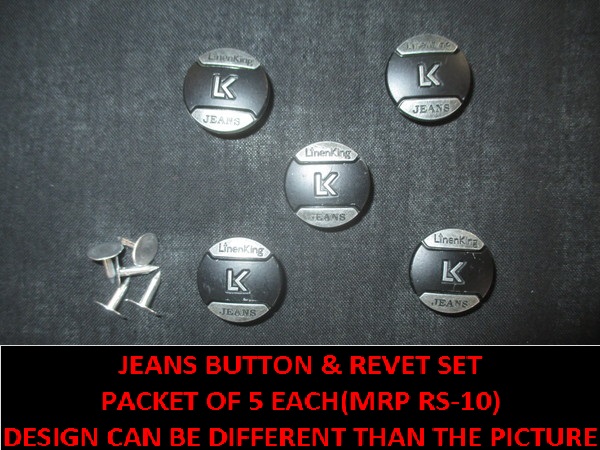 LinenKing
LK
JEANS
LinenKing
LK
JEANS
LinenKing
LK
JEANS
LinenKing
LK
JEANS
LinenKing
LK
JEANS
JEANS BUTTON & REVET SET
PACKET OF 5 EACH(MRP RS-10)
DESIGN CAN BE DIFFERENT THAN THE PICTURE